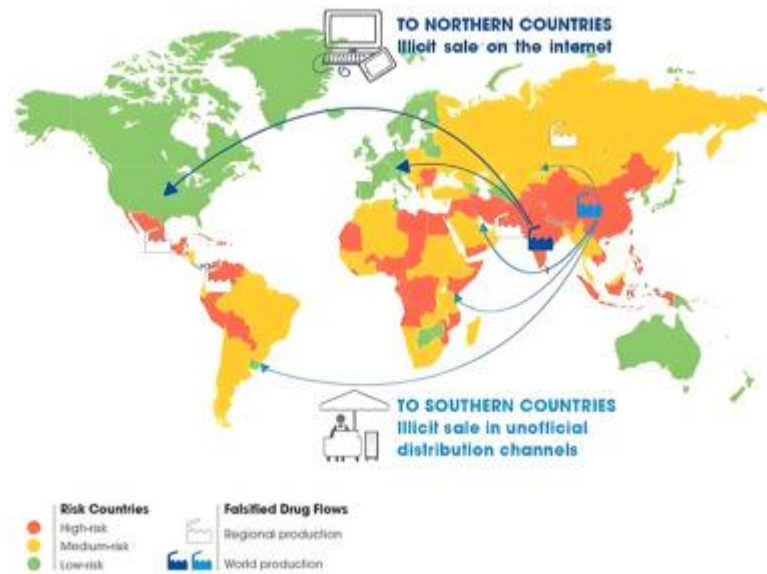 TO NORTHERN COUNTRIES
Illicit sale on the internet
TO SOUTHERN COUNTRIES
Illicit sale in unofficial
distribution channels
Risk Countries
High-risk
Medium-risk
Low-risk
Falsified Drug Flows
Regional production
World production